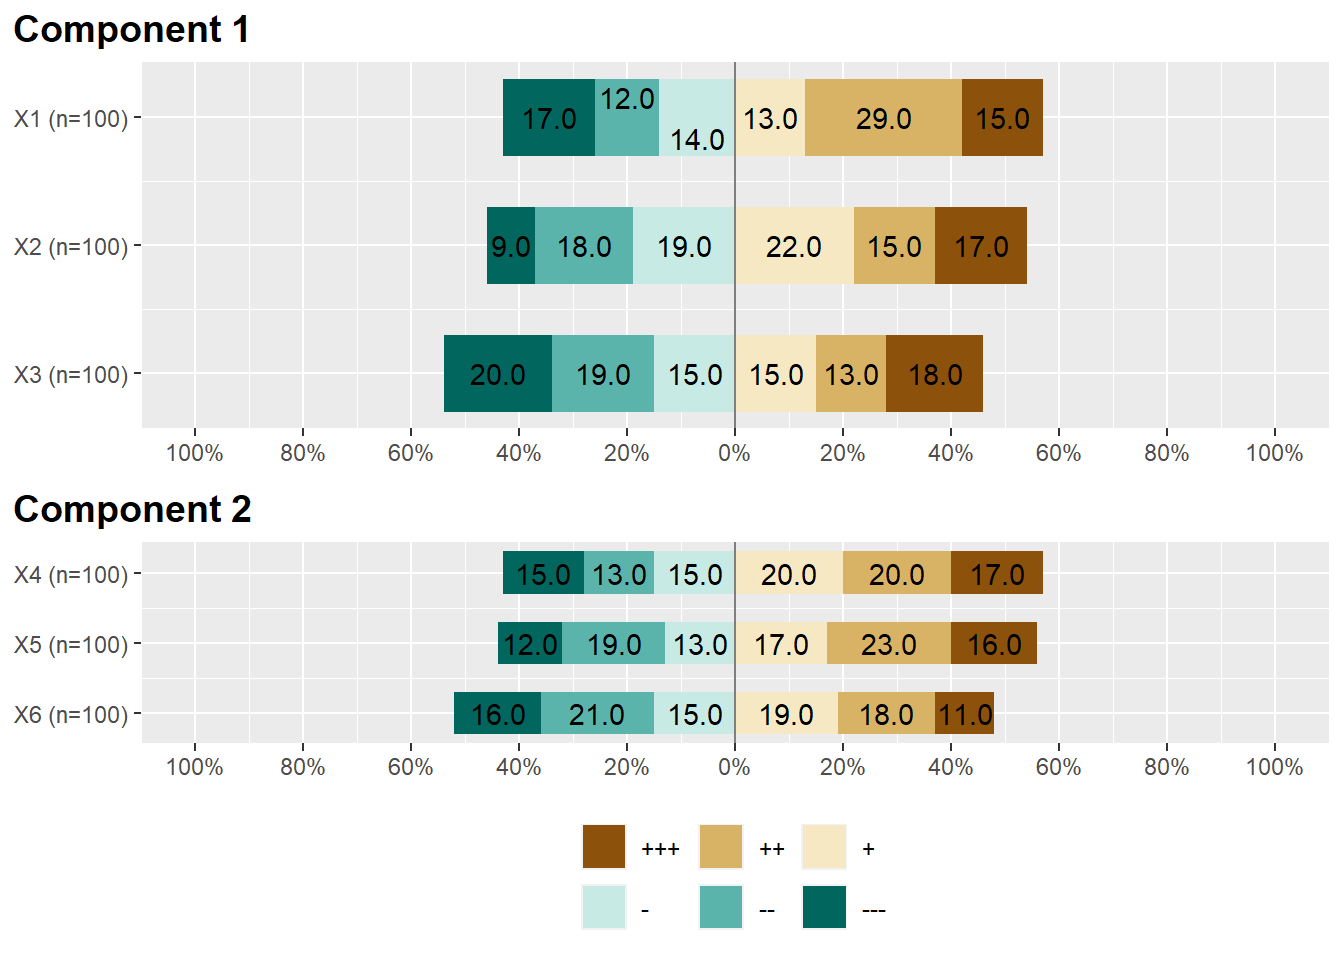 Component 1
X1 (n=100) 17.0 12.0 14.0 13.0 29.0 15.0
X2 (n=100) 9.0 18.0 19.0 22.0 15.0 17.0
X3 (n=100) 20.0 19.0 15.0 15.0 13.0 18.0
100% 80% 60% 40% 20% 0% 20% 40% 60% 80% 100%
Component 2
X4 (n=100) 15.0 13.0 15.0 20.0 20.0 17.0
X5 (n=100) 12.0 19.0 13.0 17.0 23.0 16.0
X6 (n=100) 16.0 21.0 15.0 19.0 18.0 11.0
100% 80% 60% 40% 20% 0% 20% 40% 60% 80% 100%
+++ ++ +
- -- ---